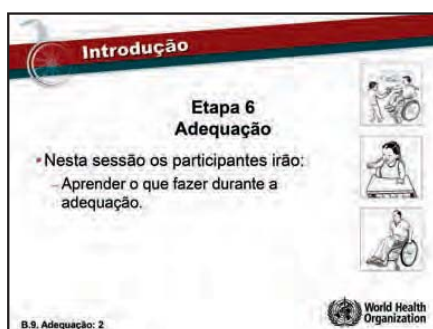 Introdução
Etapa 6
Adequação
• Nesta sessão os participantes irão:
– Aprender o que fazer durante a
adequação.
B.9. Adequação: 2
World Health
Organization